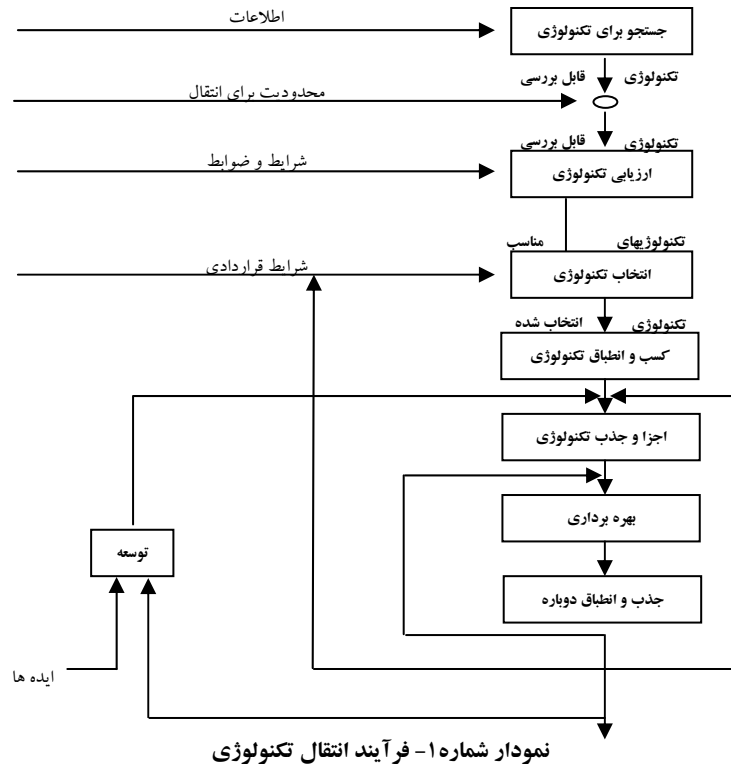 اطلاعات
جستجو برای تکنولوژی
تکنولوژی قابل بررسی
محدودیت برای انتقال
تکنولوژی قابل بررسی
شرایط و ضوابط
ارزیابی تکنولوژی
تکنولوژیهای مناسب
شرایط قراردادی
انتخاب تکنولوژی
تکنولوژی انتخاب شده
کسب و انطباق تکنولوژی
اجزا و جذب تکنولوژی
بهره برداری
توسعه
جذب و انطباق دوباره
ایده ها
نمودار شماره۱- فرآیند انتقال تکنولوژی